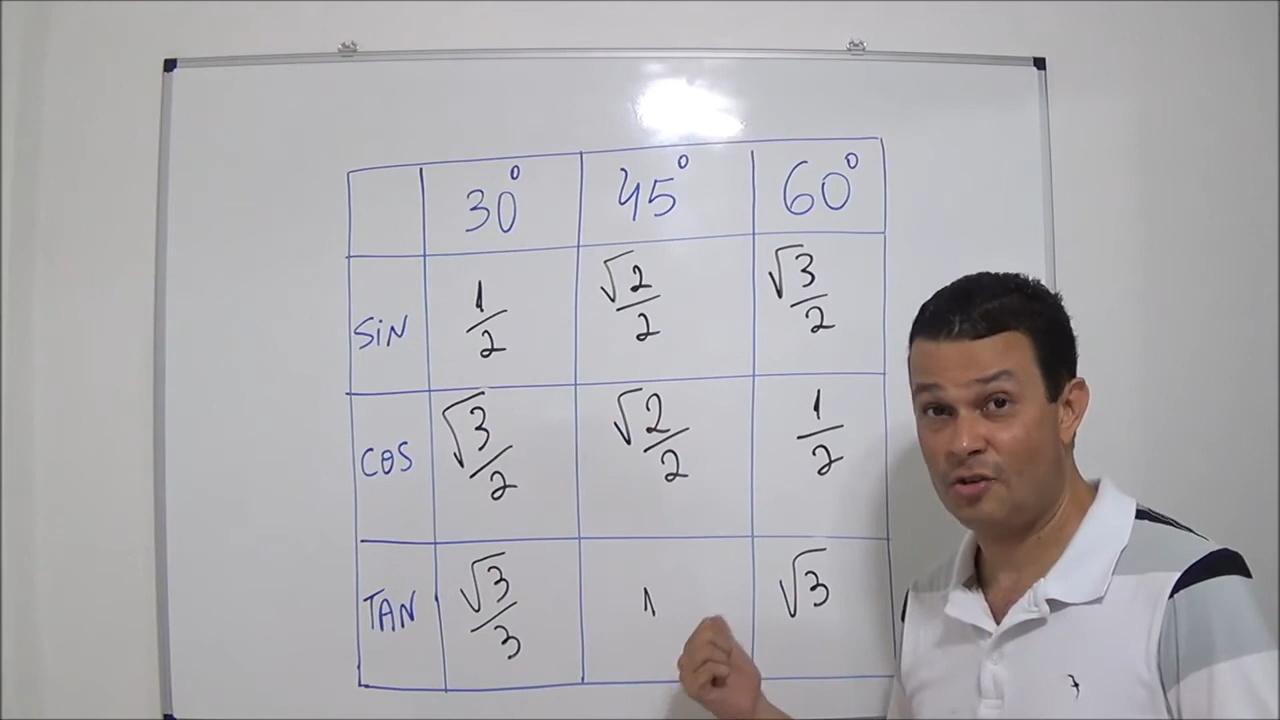 30° 45° 60°
SiN 1/2 √2/2 √3/2
COS √3/2 √2/2 1/2
TAN √3/3 1 √3